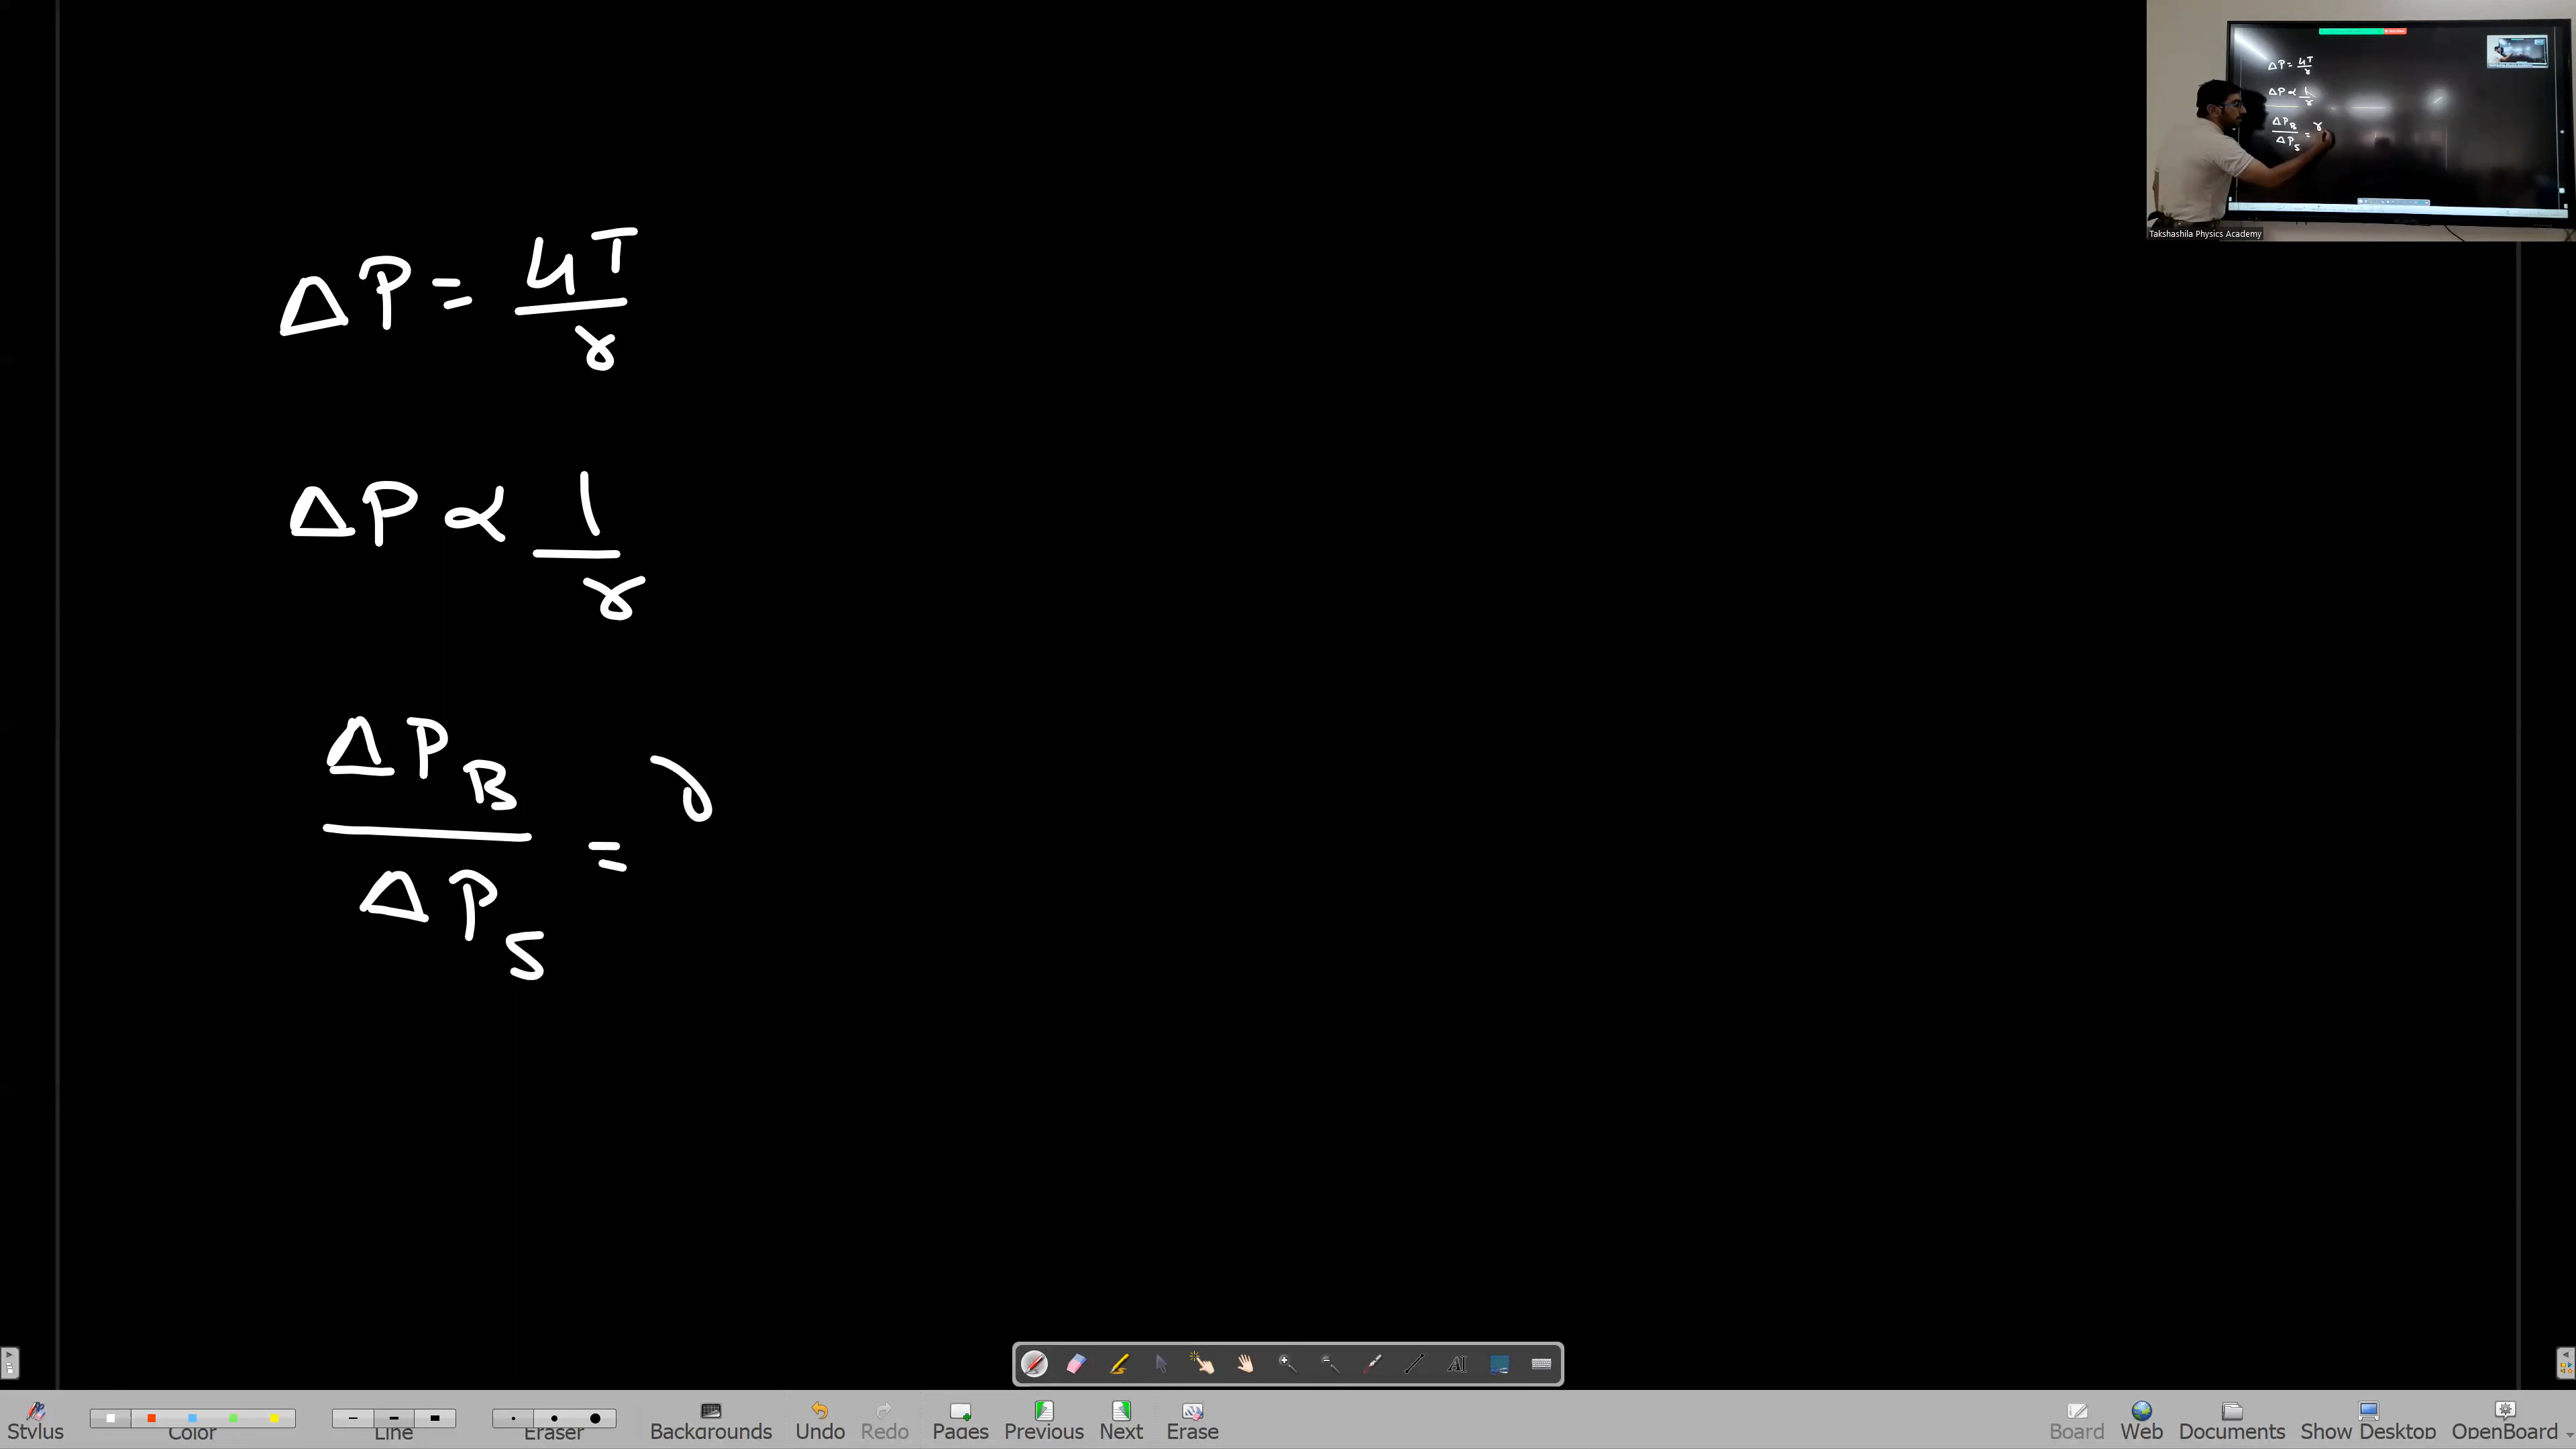 ΔP = 4T/r
ΔP ∝ 1/r
ΔP_B/ΔP_S = r
Takshashila Physics Academy
Stylus
Color
Line
Eraser
Backgrounds
Undo
Redo
Pages
Previous
Next
Erase
Board
Web
Documents
Show Desktop
OpenBoard